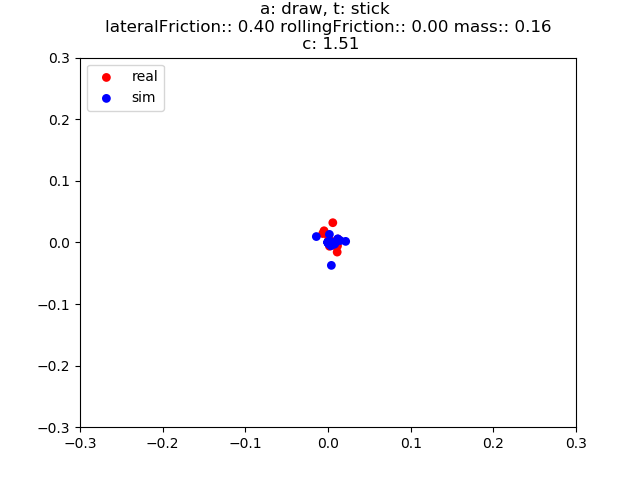 a: draw, t: stick
lateralFriction:: 0.40 rollingFriction:: 0.00 mass:: 0.16
c: 1.51
real
sim
0.3
0.2
0.1
0.0
−0.1
−0.2
−0.3
−0.3 −0.2 −0.1 0.0 0.1 0.2 0.3